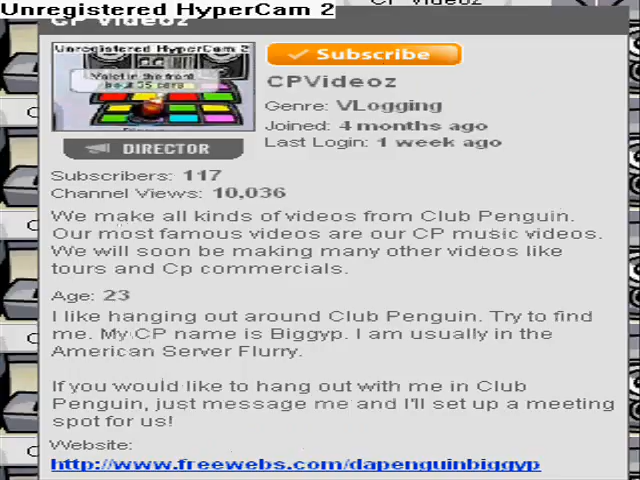 Unregistered HyperCam 2
CP Videoz
Unregistered HyperCam 2
Subscribe
CPVideoz
Genre: VLogging
Joined: 4 months ago
Last Login: 1 week ago
DIRECTOR
Subscribers: 117
Channel Views: 10,036
We make all kinds of videos from Club Penguin.
Our most famous videos are our CP music videos.
We will soon be making many other videos like
tours and Cp commercials.
Age: 23
I like hanging out around Club Penguin. Try to find
me. My CP name is Biggyp. I am usually in the
American Server Flurry.
If you would like to hang out with me in Club
Penguin, just message me and I'll set up a meeting
spot for us!
Website:
http://www.freewebs.com/dapenguinbiggyp